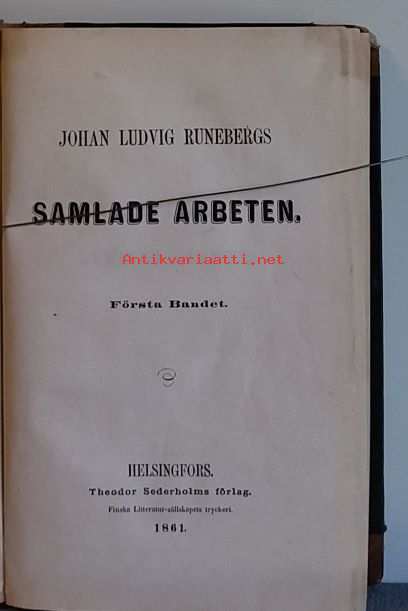 JOHAN LUDVIG RUNEBERGS
SAMLADE ARBETEN.
Antikvariaatti.net
Första Bandet.
HELSINGFORS.
Theodor Sederholms förlag.
Finska Litteratur-sällskapets tryckeri.
1861.